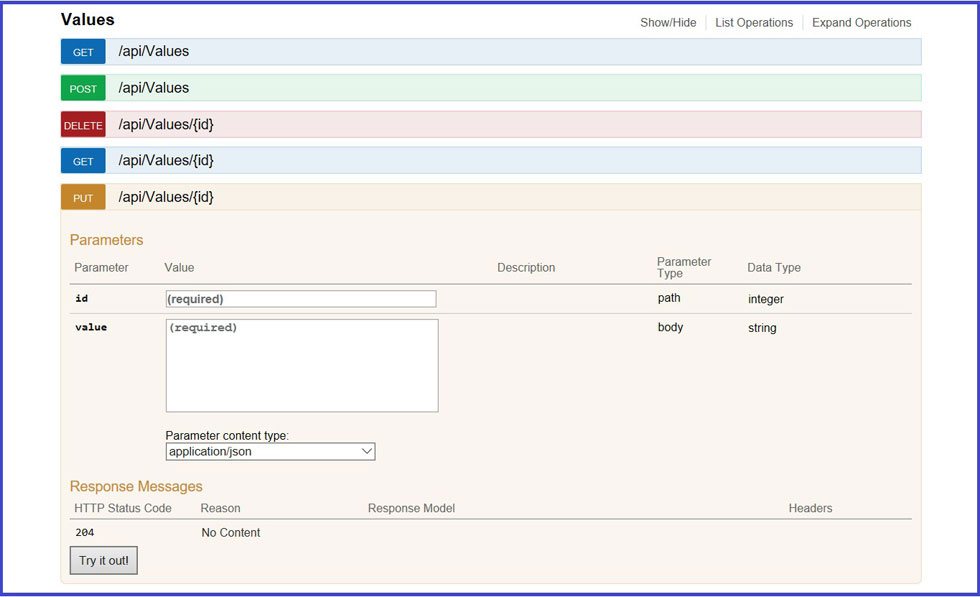 Values
Show/Hide List Operations Expand Operations
GET /api/Values
POST /api/Values
DELETE /api/Values/{id}
GET /api/Values/{id}
PUT /api/Values/{id}
Parameters
Parameter Value Description Parameter Type Data Type
id (required) path integer
value (required) body string
Parameter content type:
application/json
Response Messages
HTTP Status Code Reason Response Model Headers
204 No Content
Try it out!